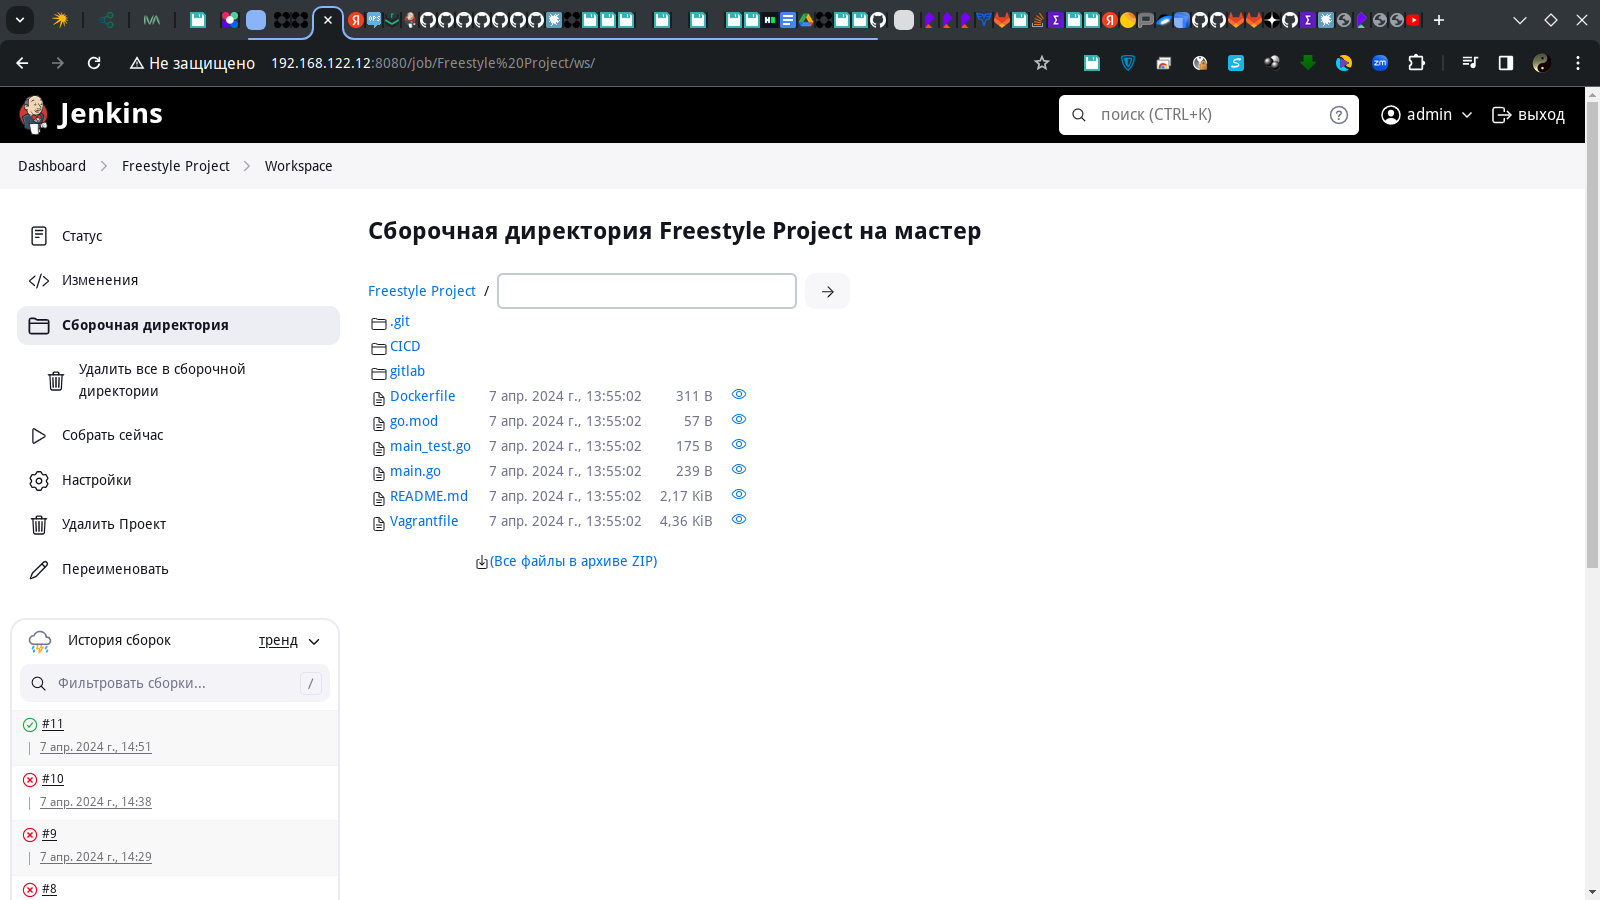 Не защищено 192.168.122.12:8080/job/Freestyle%20Project/ws/
Jenkins
поиск (CTRL+K)
admin
выход
Dashboard
Freestyle Project
Workspace
Статус
Изменения
Сборочная директория
Удалить все в сборочной
директории
Собрать сейчас
Настройки
Удалить Проект
Переименовать
История сборок
тренд
Фильтровать сборки...
/
#11
7 апр. 2024 г., 14:51
#10
7 апр. 2024 г., 14:38
#9
7 апр. 2024 г., 14:29
#8
Сборочная директория Freestyle Project на мастер
Freestyle Project /
.git
CICD
gitlab
Dockerfile 7 апр. 2024 г., 13:55:02 311 B
go.mod 7 апр. 2024 г., 13:55:02 57 B
main_test.go 7 апр. 2024 г., 13:55:02 175 B
main.go 7 апр. 2024 г., 13:55:02 239 B
README.md 7 апр. 2024 г., 13:55:02 2,17 KiB
Vagrantfile 7 апр. 2024 г., 13:55:02 4,36 KiB
(Все файлы в архиве ZIP)